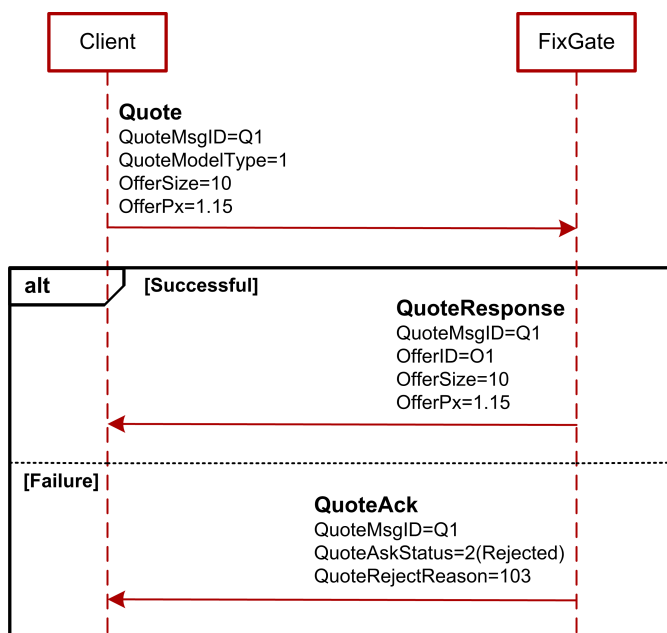 Client
FixGate
Quote
QuoteMsgID=Q1
QuoteModelType=1
OfferSize=10
OfferPx=1.15
alt
[Successful]
QuoteResponse
QuoteMsgID=Q1
OfferID=O1
OfferSize=10
OfferPx=1.15
[Failure]
QuoteAck
QuoteMsgID=Q1
QuoteAskStatus=2(Rejected)
QuoteRejectReason=103